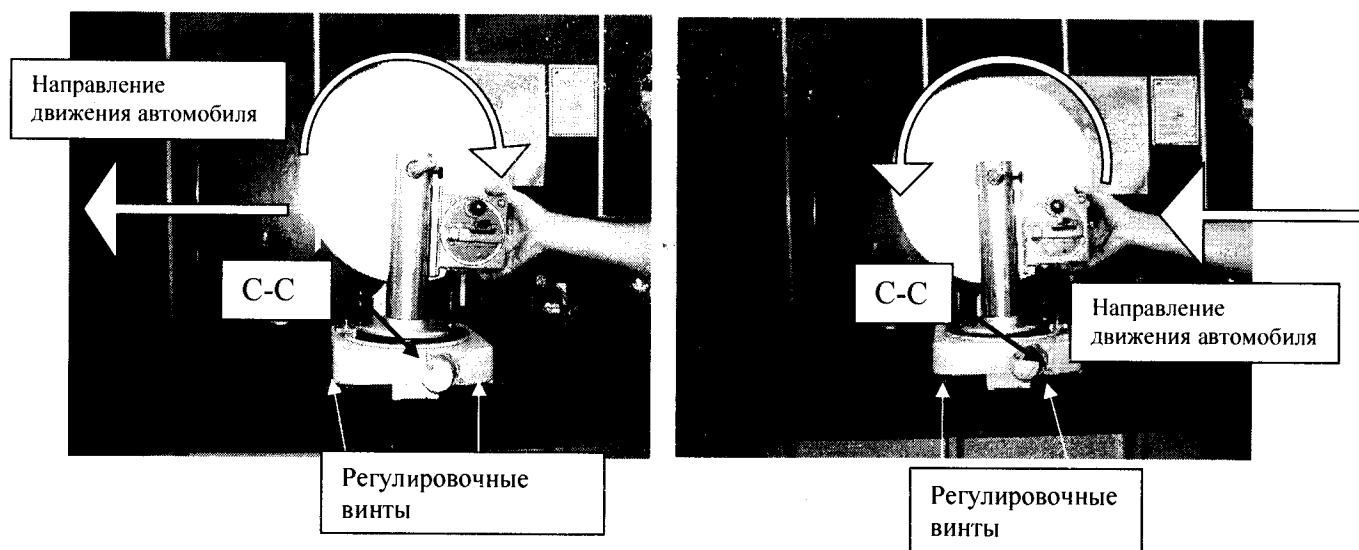 Направление
движения автомобиля
С-С
Регулировочные
винты
С-С
Направление
движения автомобиля
Регулировочные
винты